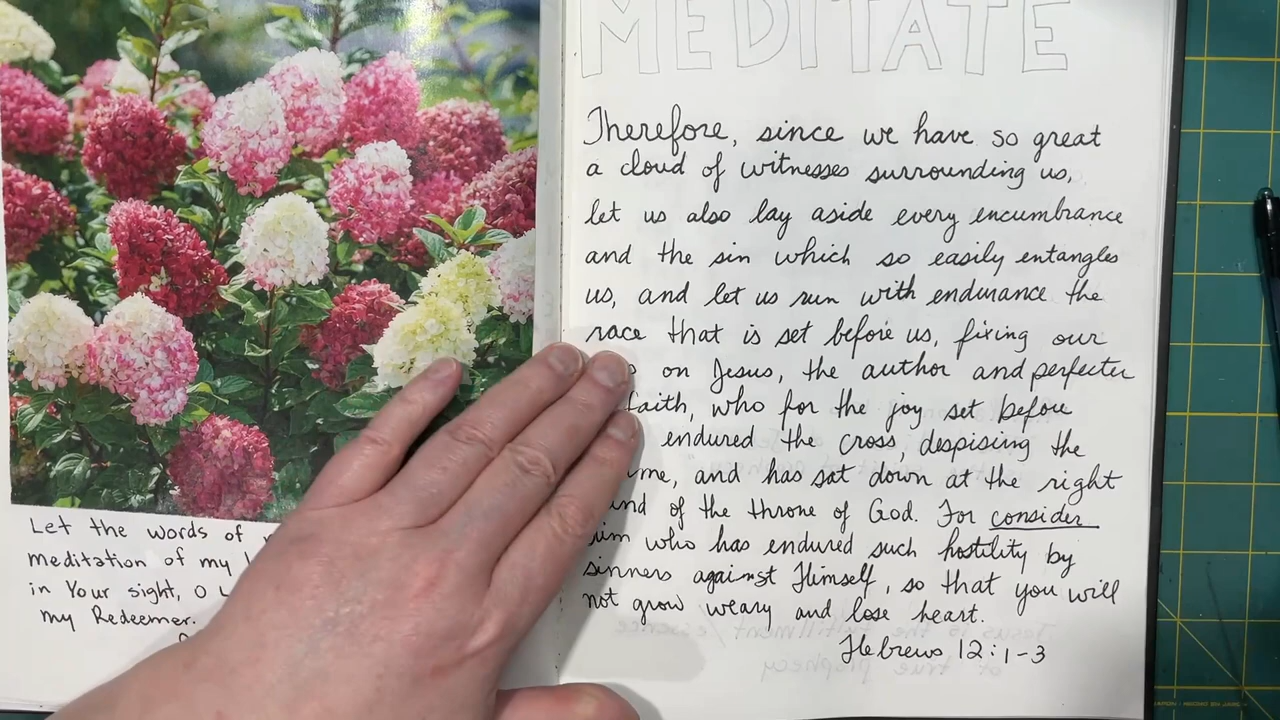 Let the words of
meditation of my
in Your sight, O
my Redeemer.
MEDITATE
Therefore, since we have so great
a cloud of witnesses surrounding us,
let us also lay aside every encumbrance
and the sin which so easily entangles
us, and let us run with endurance the
race that is set before us, fixing our
on Jesus, the author and perfecter
faith, who for the joy set before
endured the cross, despising the
and has sat down at the right
of the throne of God. For consider
Him who has endured such hostility by
sinners against Himself, so that you will
not grow weary and lose heart.
Hebrews 12:1-3